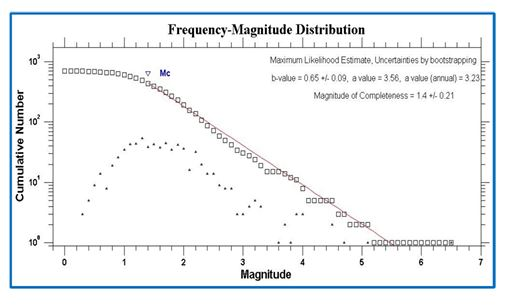 Frequency-Magnitude Distribution
Maximum Likelihood Estimate, Uncertainties by bootstrapping
b-value = 0.65 +/- 0.09, a value = 3.56, a value (annual) = 3.23
Magnitude of Completeness = 1.4 +/- 0.21
Mc
Cumulative Number
10³
10²
10¹
10⁰
0 1 2 3 4 5 6 7
Magnitude